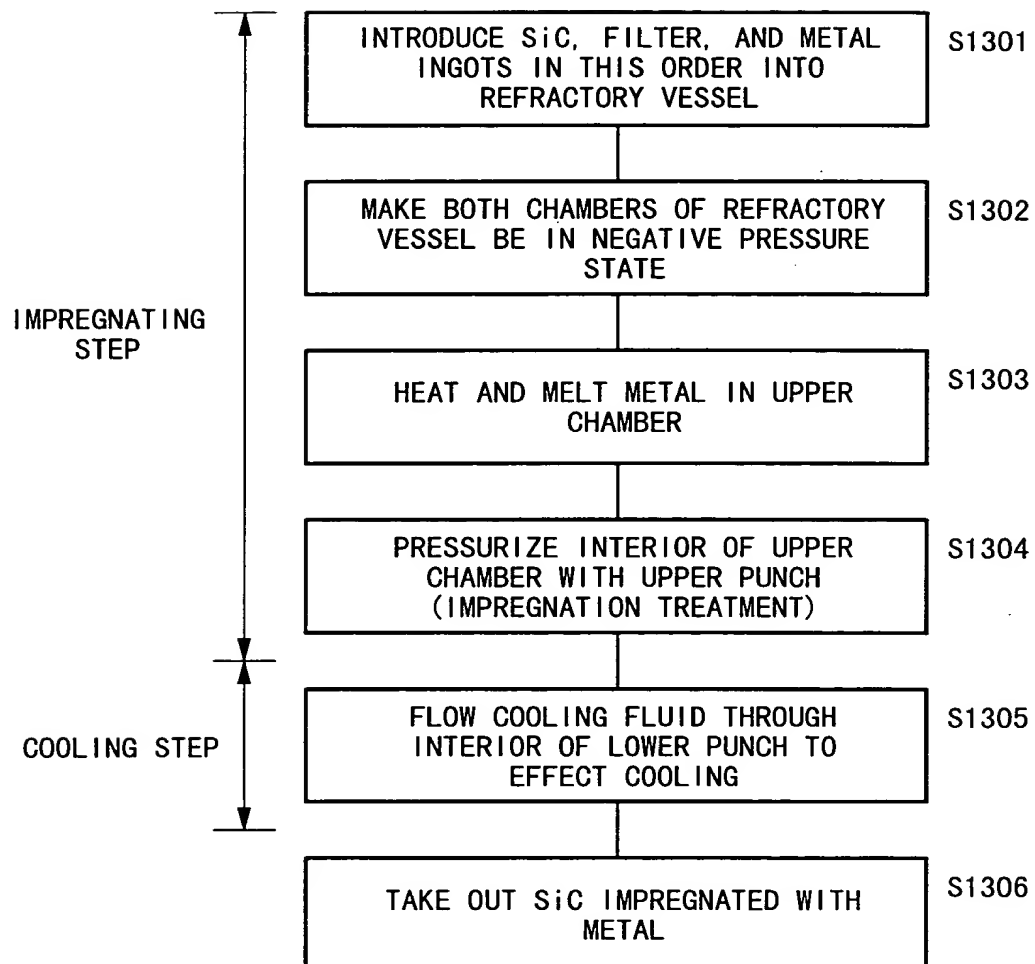 INTRODUCE SiC, FILTER, AND METAL
INGOTS IN THIS ORDER INTO
REFRACTORY VESSEL
S1301
MAKE BOTH CHAMBERS OF REFRACTORY
VESSEL BE IN NEGATIVE PRESSURE
STATE
S1302
IMPREGNATING
STEP
HEAT AND MELT METAL IN UPPER
CHAMBER
S1303
PRESSURIZE INTERIOR OF UPPER
CHAMBER WITH UPPER PUNCH
(IMPREGNATION TREATMENT)
S1304
COOLING STEP
FLOW COOLING FLUID THROUGH
INTERIOR OF LOWER PUNCH TO
EFFECT COOLING
S1305
TAKE OUT SiC IMPREGNATED WITH
METAL
S1306